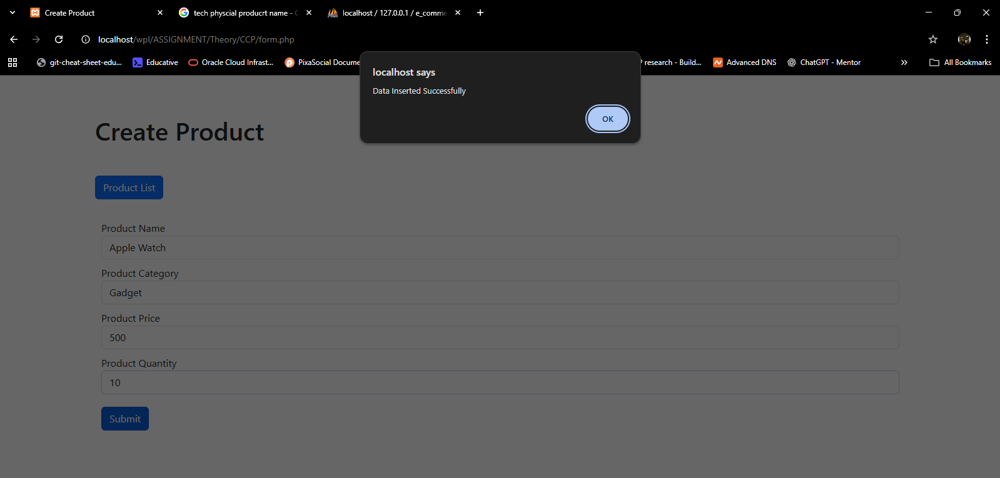 Create Product
tech physcial producrt name -
localhost / 127.0.0.1 / e_comme
localhost/wpl/ASSIGNMENT/Theory/CCP/form.php
git-cheat-sheet-edu...
Educative
Oracle Cloud Infrast...
PixaSocial Docume
research - Build...
Advanced DNS
ChatGPT - Mentor
All Bookmarks
localhost says
Data Inserted Successfully
OK
Create Product
Product List
Product Name
Apple Watch
Product Category
Gadget
Product Price
500
Product Quantity
10
Submit